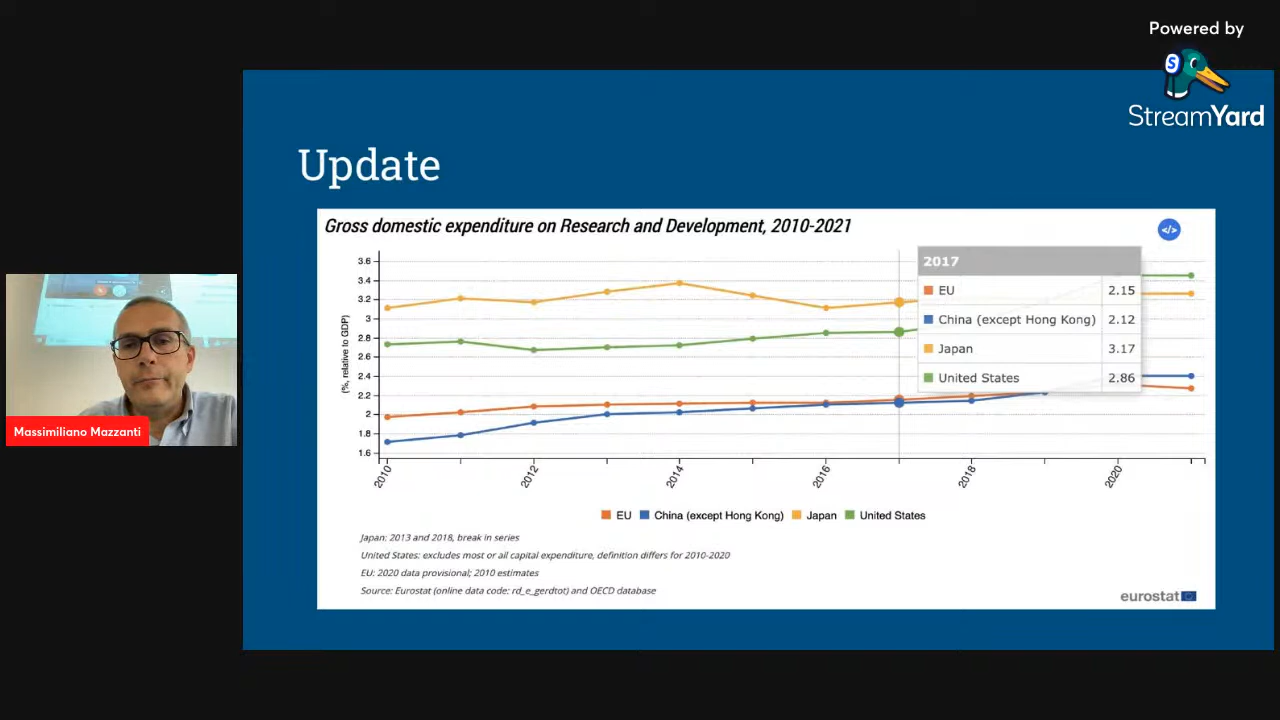 Powered by
StreamYard
Update
Gross domestic expenditure on Research and Development, 2010-2021
</>
(%, relative to GDP)
3.6
3.4
3.2
3
2.8
2.6
2.4
2.2
2
1.8
1.6
2017
EU 2.15
China (except Hong Kong) 2.12
Japan 3.17
United States 2.86
2010
2012
2014
2016
2018
2020
EU China (except Hong Kong) Japan United States
Japan: 2013 and 2018, break in series
United States: excludes most or all capital expenditure, definition differs for 2010-2020
EU: 2020 data provisional; 2010 estimates
Source: Eurostat (online data code: rd_e_gerdtot) and OECD database
eurostat
Massimiliano Mazzanti